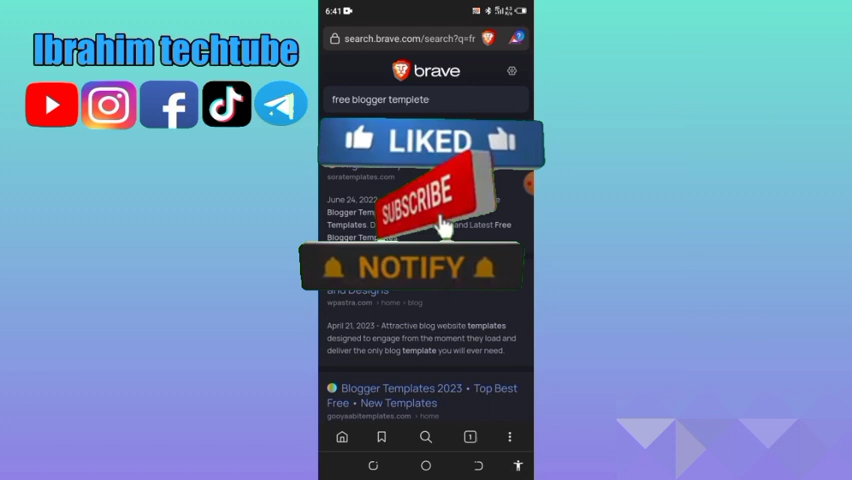 Ibrahim techtube
6:41
search.brave.com/search?q=fr
brave
free blogger templete
LIKED
soratemplates.com
SUBSCRIBE
June 24, 2022
Blogger Tem
Templates. D and Latest Free
Blogger Temp
NOTIFY
and Designs
wpastra.com › home › blog
April 21, 2023 - Attractive blog website templates
designed to engage from the moment they load and
deliver the only blog template you will ever need.
Blogger Templates 2023 • Top Best
Free • New Templates
gooyaabitemplates.com › home
1